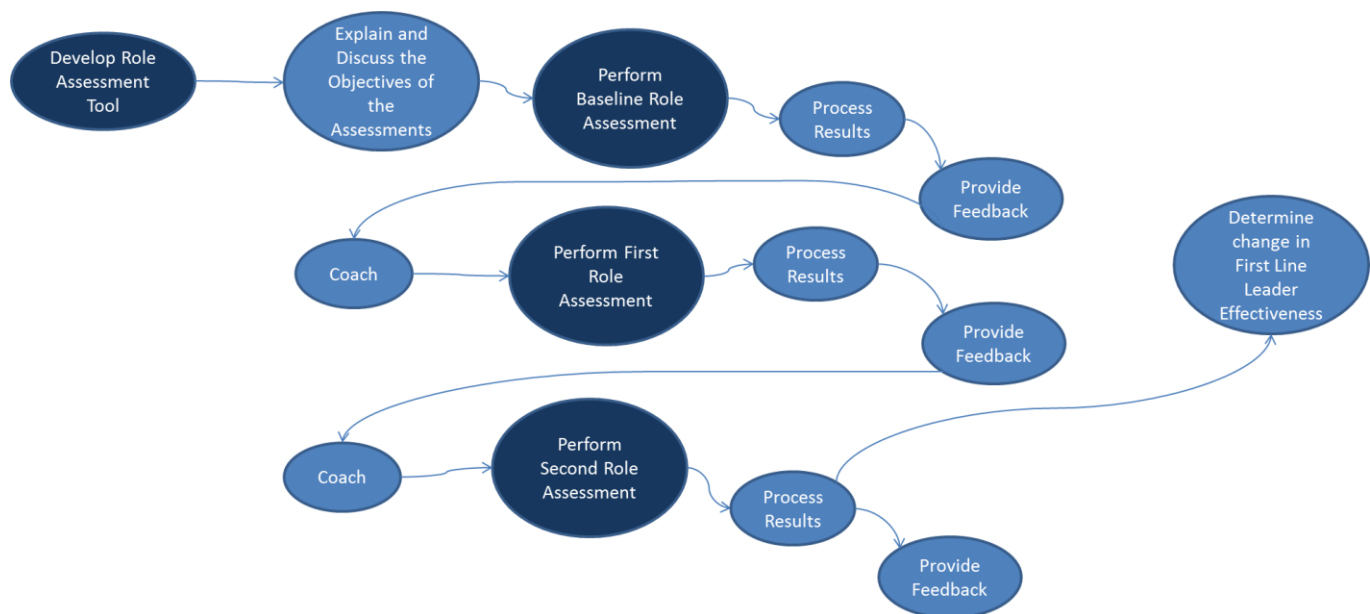 Develop Role
Assessment
Tool
Explain and
Discuss the
Objectives of
the
Assessments
Perform
Baseline Role
Assessment
Process
Results
Provide
Feedback
Coach
Perform First
Role
Assessment
Process
Results
Provide
Feedback
Determine
change in
First Line
Leader
Effectiveness
Coach
Perform
Second Role
Assessment
Process
Results
Provide
Feedback